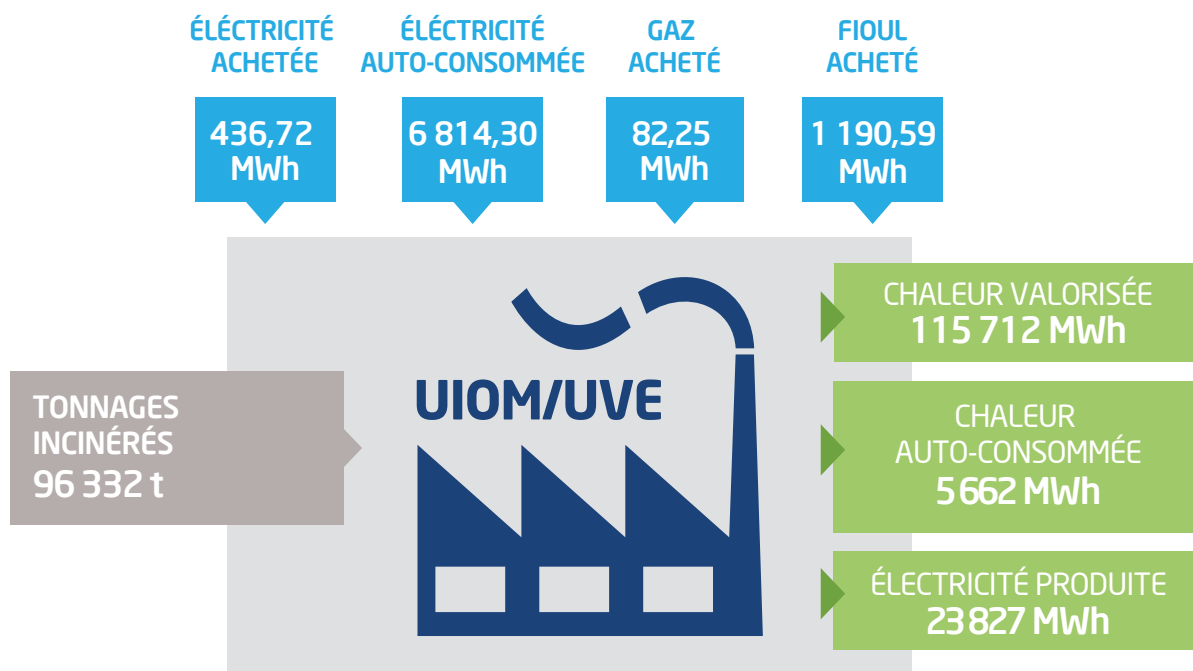 ÉLÉCTRICITÉ
ACHETÉE
436,72
MWh
ÉLÉCTRICITÉ
AUTO-CONSOMMÉE
6 814,30
MWh
GAZ
ACHETÉ
82,25
MWh
FIOUL
ACHETÉ
1 190,59
MWh
TONNAGES
INCINÉRÉS
96 332 t
UIOM/UVE
CHALEUR VALORISÉE
115 712 MWh
CHALEUR
AUTO-CONSOMMÉE
5 662 MWh
ÉLECTRICITÉ PRODUITE
23 827 MWh